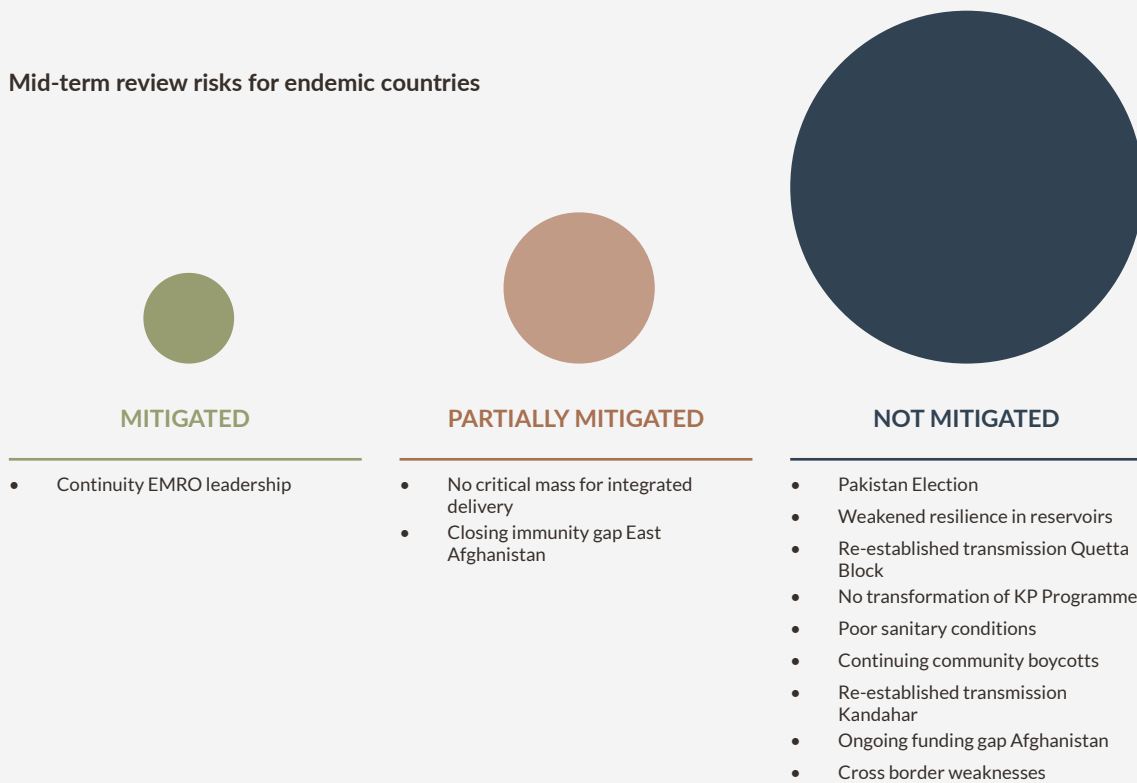 Mid-term review risks for endemic countries
MITIGATED
• Continuity EMRO leadership
PARTIALLY MITIGATED
• No critical mass for integrated
delivery
• Closing immunity gap East
Afghanistan
NOT MITIGATED
• Pakistan Election
• Weakened resilience in reservoirs
• Re-established transmission Quetta
Block
• No transformation of KP Programme
• Poor sanitary conditions
• Continuing community boycotts
• Re-established transmission
Kandahar
• Ongoing funding gap Afghanistan
• Cross border weaknesses